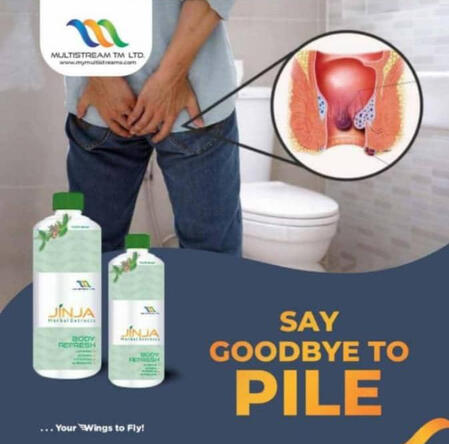 MULTISTREAM TM LTD.
www.mymultistreams.com
JINJA
Herbal Extracts
BODY
REFRESH
JINJA
Herbal Extracts
BODY
REFRESH
SAY
GOODBYE TO
PILE
. . . Your Wings to Fly!